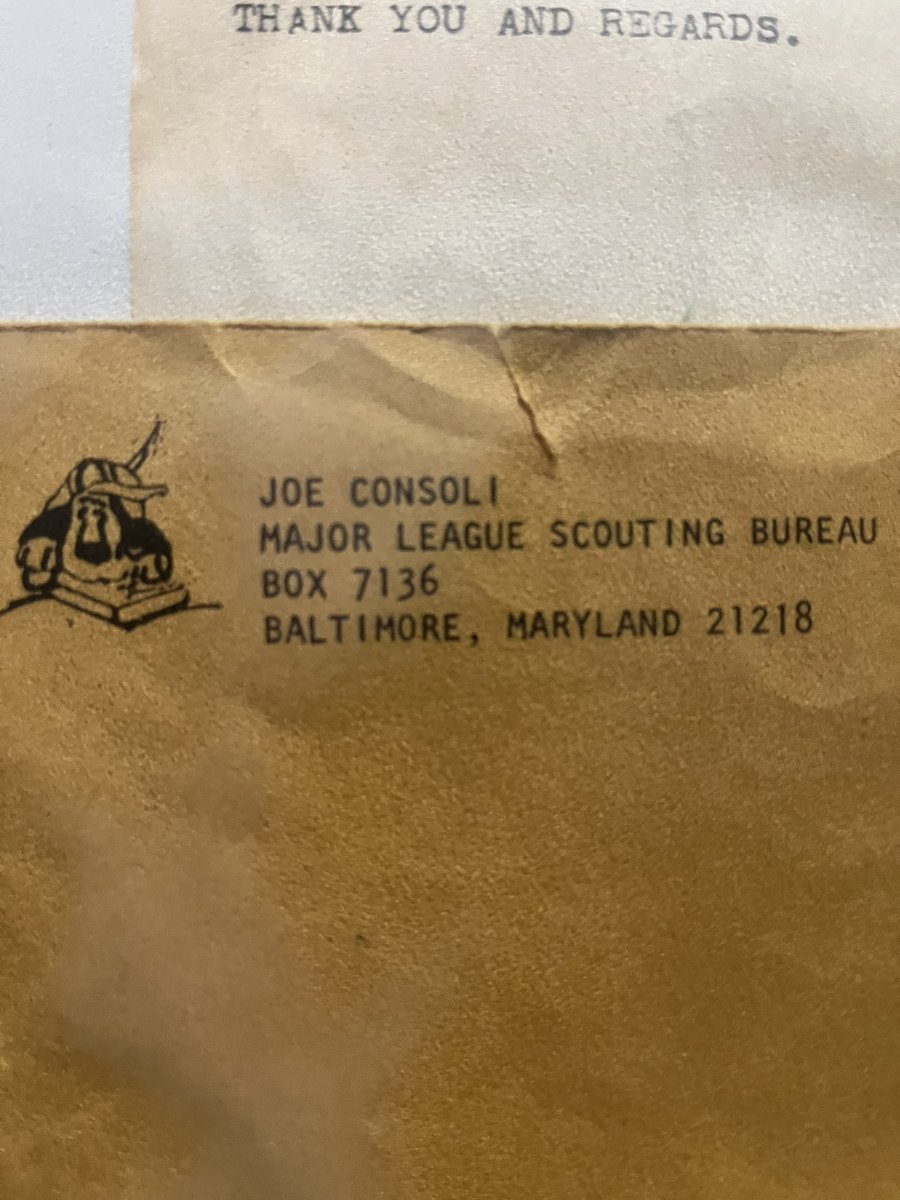 THANK YOU AND REGARDS.
JOE CONSOLI
MAJOR LEAGUE SCOUTING BUREAU
BOX 7136
BALTIMORE, MARYLAND 21218